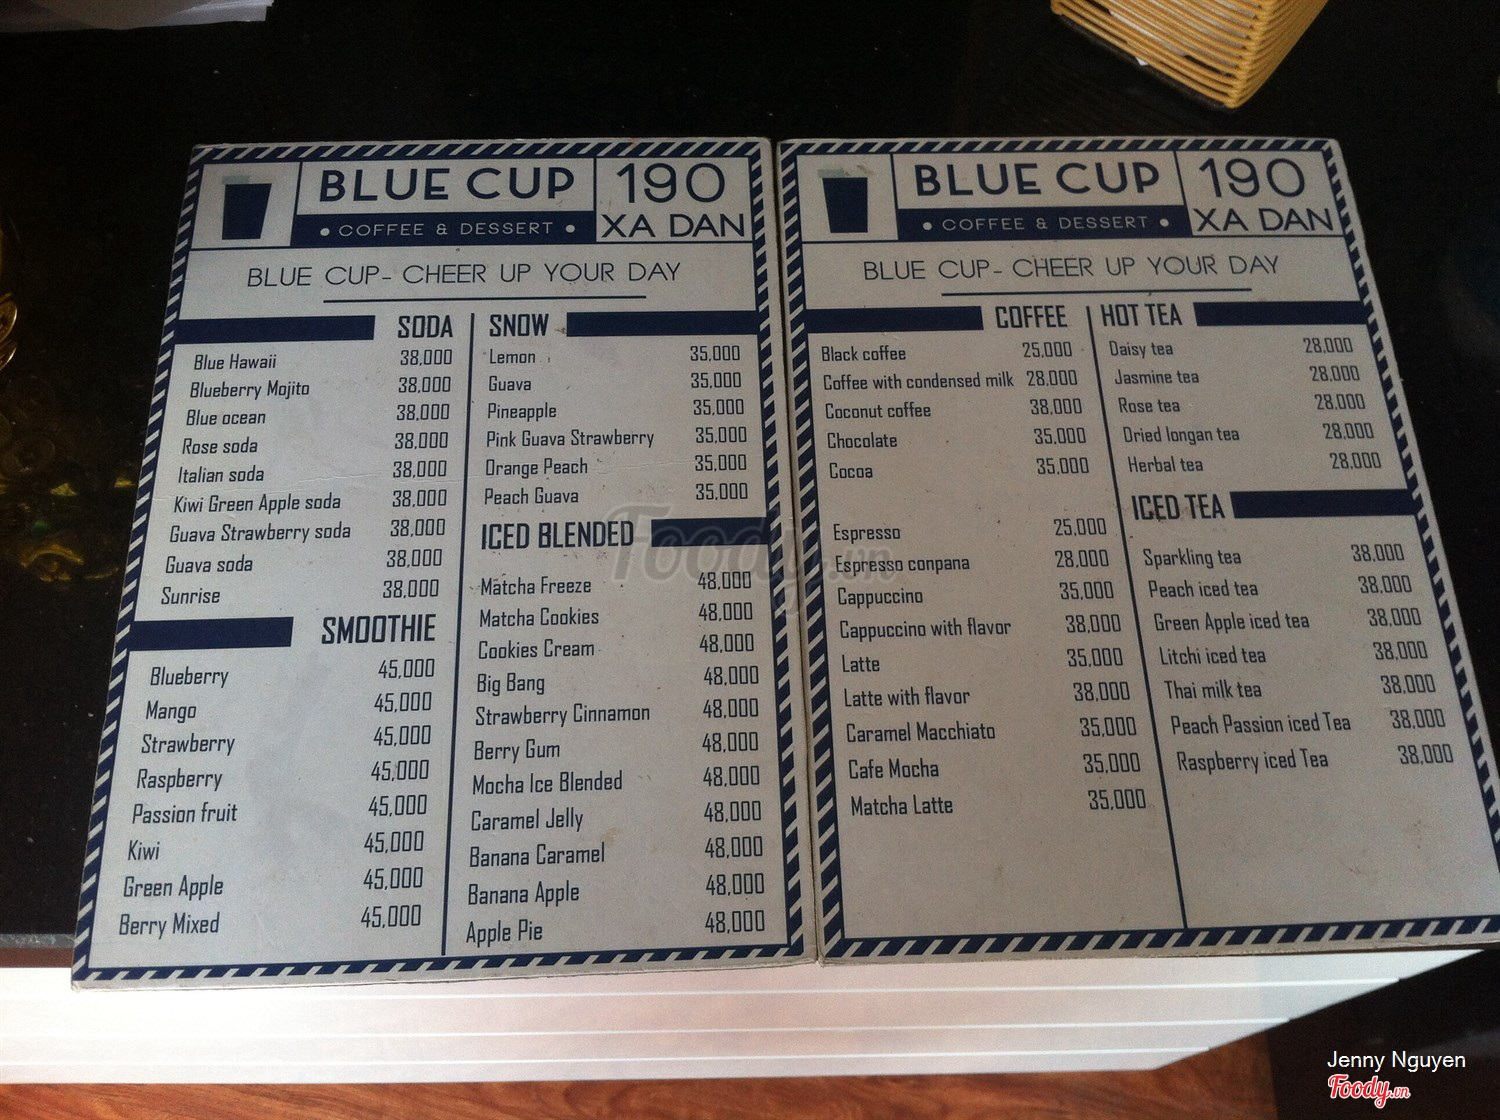 BLUE CUP
• COFFEE & DESSERT •
190
XA DAN
BLUE CUP- CHEER UP YOUR DAY
SODA
Blue Hawaii 38,000
Blueberry Mojito 38,000
Blue ocean 38,000
Rose soda 38,000
Italian soda 38,000
Kiwi Green Apple soda 38,000
Guava Strawberry soda 38,000
Guava soda 38,000
Sunrise 38,000
SMOOTHIE
Blueberry 45,000
Mango 45,000
Strawberry 45,000
Raspberry 45,000
Passion fruit 45,000
Kiwi 45,000
Green Apple 45,000
Berry Mixed 45,000
SNOW
Lemon 35,000
Guava 35,000
Pineapple 35,000
Pink Guava Strawberry 35,000
Orange Peach 35,000
Peach Guava 35,000
ICED BLENDED
Matcha Freeze 48,000
Matcha Cookies 48,000
Cookies Cream 48,000
Big Bang 48,000
Strawberry Cinnamon 48,000
Berry Gum 48,000
Mocha Ice Blended 48,000
Caramel Jelly 48,000
Banana Caramel 48,000
Banana Apple 48,000
Apple Pie 48,000
BLUE CUP
• COFFEE & DESSERT •
190
XA DAN
BLUE CUP- CHEER UP YOUR DAY
COFFEE
Black coffee 25,000
Coffee with condensed milk 28,000
Coconut coffee 38,000
Chocolate 35,000
Cocoa 35,000
Espresso 25,000
Espresso conpana 28,000
Cappuccino 35,000
Cappuccino with flavor 38,000
Latte 35,000
Latte with flavor 38,000
Caramel Macchiato 35,000
Cafe Mocha 35,000
Matcha Latte 35,000
HOT TEA
Daisy tea 28,000
Jasmine tea 28,000
Rose tea 28,000
Dried longan tea 28,000
Herbal tea 28,000
ICED TEA
Sparkling tea 38,000
Peach iced tea 38,000
Green Apple iced tea 38,000
Litchi iced tea 38,000
Thai milk tea 38,000
Peach Passion iced Tea 38,000
Raspberry iced Tea 38,000
Foody.vn
Jenny Nguyen
Foody.vn